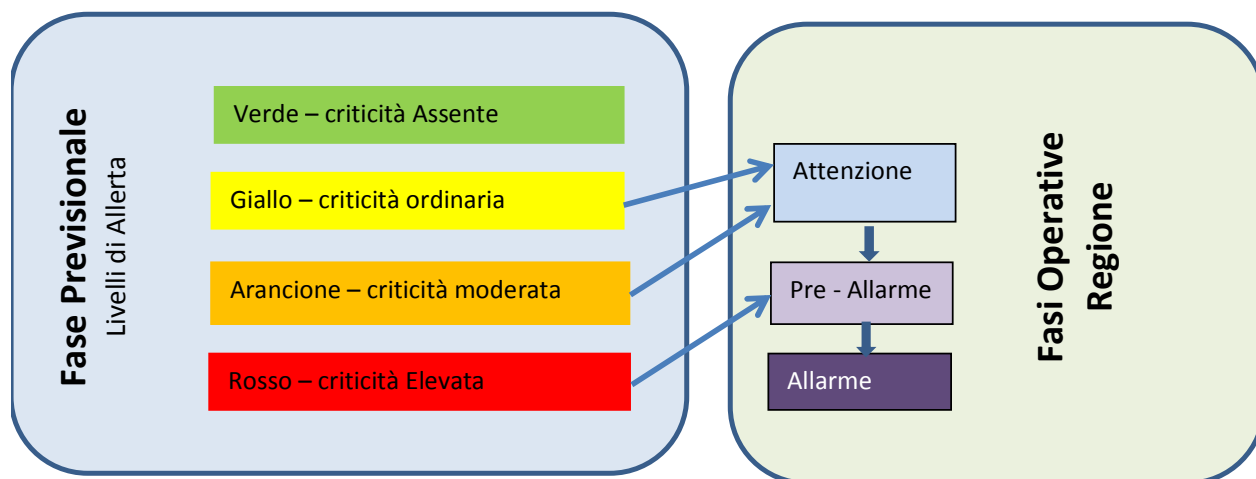 Fase Previsionale
Livelli di Allerta
Verde – criticità Assente
Giallo – criticità ordinaria
Arancione – criticità moderata
Rosso – criticità Elevata
Attenzione
Pre - Allarme
Allarme
Fasi Operative
Regione